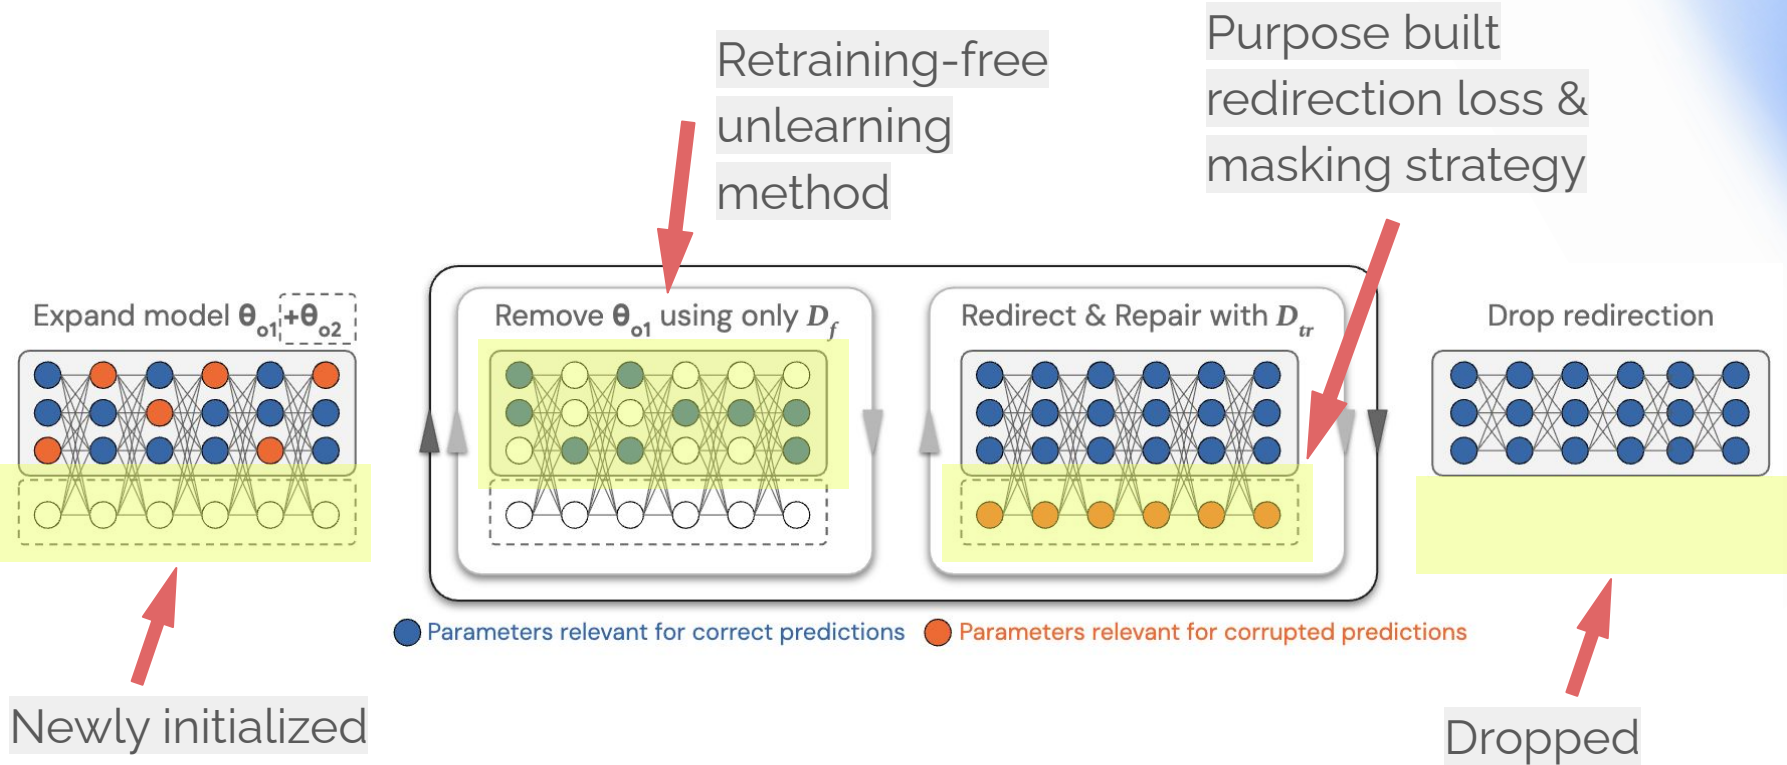 Retraining-free
unlearning
method
Purpose built
redirection loss &
masking strategy
Expand model θo1+θo2
Remove θo1 using only Df
Redirect & Repair with Dtr
Drop redirection
Parameters relevant for correct predictions
Parameters relevant for corrupted predictions
Newly initialized
Dropped